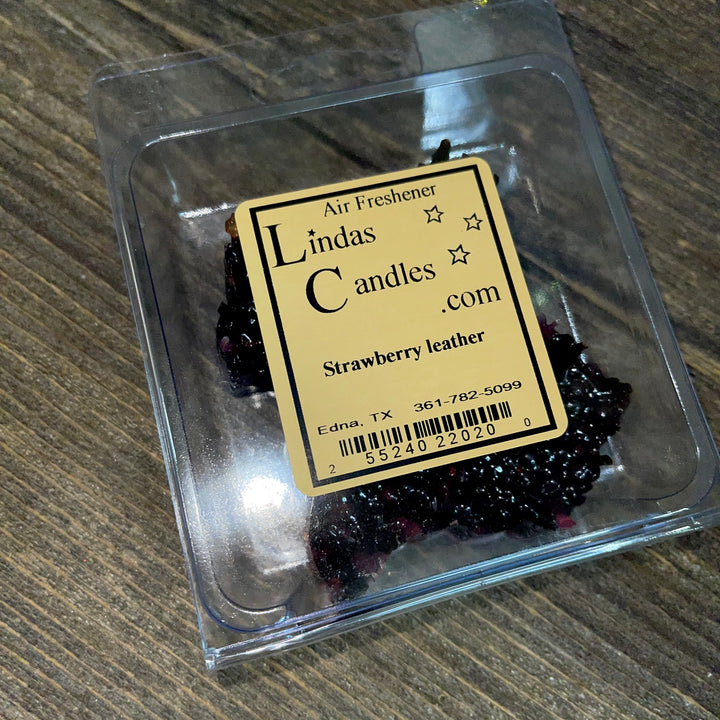 Air Freshener
Lindas
Candles
.com
Strawberry leather
Edna, TX 361-782-5099
2 55240 22020 0